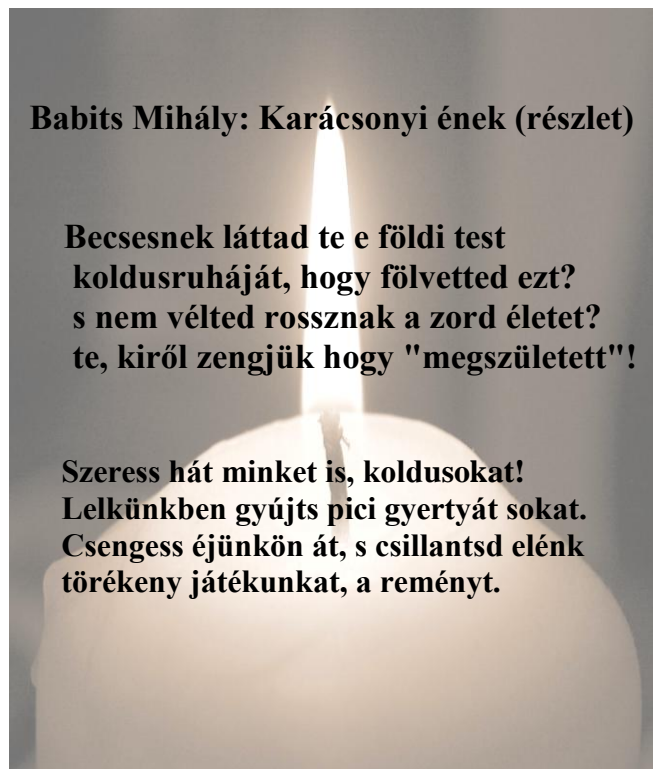 Babits Mihály: Karácsonyi ének (részlet)
Becsesnek láttad te e földi test
koldusruháját, hogy fölvetted ezt?
s nem vélted rossznak a zord életet?
te, kiről zengjük hogy "megszületett"!
Szeress hát minket is, koldusokat!
Lelkünkben gyújts pici gyertyát sokat.
Csengess éjünkön át, s csillantsd elénk
törékeny játékunkat, a reményt.